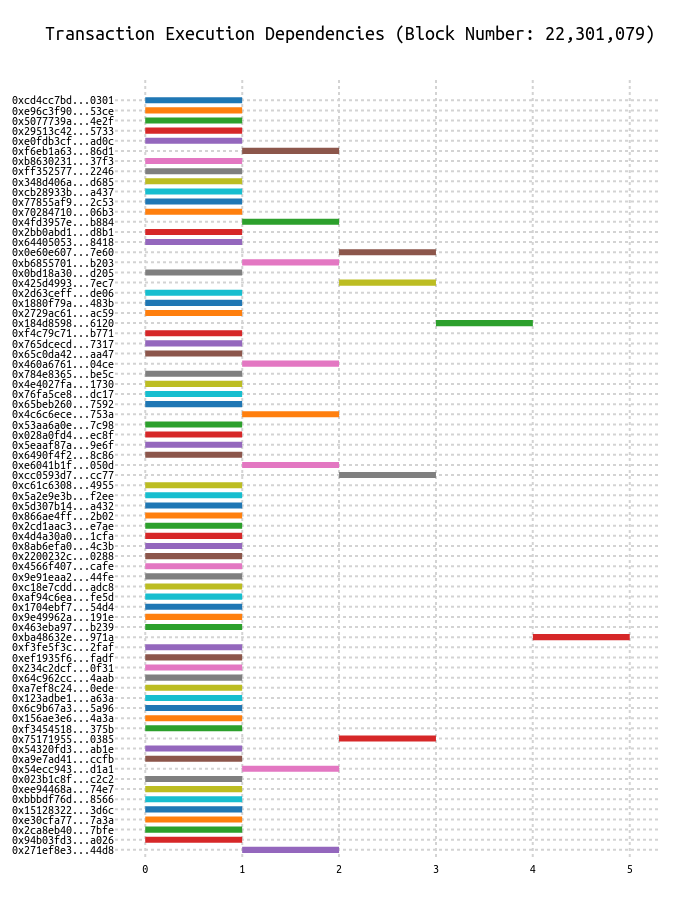 Transaction Execution Dependencies (Block Number: 22,301,079)
0xcd4cc7bd...0301
0xe96c3f90...53ce
0x5077739a...4e2f
0x29513c42...5733
0xe0fdb3cf...ad0c
0xf6eb1a63...86d1
0xb8630231...37f3
0xff352577...2246
0x348d406a...d685
0xcb28933b...a437
0x77855af9...2c53
0x70284710...06b3
0x4fd3957e...b884
0x2bb0abd1...d8b1
0x64405053...8418
0x0e60e607...7e60
0xb6855701...b203
0x0bd18a30...d205
0x425d4993...7ec7
0x2d63ceff...de06
0x1880f79a...483b
0x2729ac61...ac59
0x184d8598...6120
0xf4c79c71...b771
0x765dcecd...7317
0x65c0da42...aa47
0x460a6761...04ce
0x784e8365...be5c
0x4e4027fa...1730
0x76fa5ce8...dc17
0x65beb260...7592
0x4c6c6ece...753a
0x53aa6a0e...7c98
0x028a0fd4...ec8f
0x5eaaf87a...9e6f
0x6490f4f2...8c86
0xe6041b1f...050d
0xcc0593d7...cc77
0xc61c6308...4955
0x5a2e9e3b...f2ee
0x5d307b14...a432
0x866ae4ff...2b02
0x2cd1aac3...e7ae
0x4d4a30a0...1cfa
0x8ab6efa0...4c3b
0x2200232c...0288
0x4566f407...cafe
0x9e91eaa2...44fe
0xc18e7cdd...adc8
0xaf94c6ea...fe5d
0x1704ebf7...54d4
0x9e49962a...191e
0x463eba97...b239
0xba48632e...971a
0xf3fe5f3c...2faf
0xef1935f6...fadf
0x234c2dcf...0f31
0x64c962cc...4aab
0xa7ef8c24...0ede
0x123adbe1...a63a
0x6c9b67a3...5a96
0x156ae3e6...4a3a
0xf3454518...375b
0x75171955...0385
0x54320fd3...ab1e
0xa9e7ad41...ccfb
0x54ecc943...d1a1
0x023b1c8f...c2c2
0xee94468a...74e7
0xbbbdf76d...8566
0x15128322...3d6c
0xe30cfa77...7a3a
0x2ca8eb40...7bfe
0x94b03fd3...a026
0x271ef8e3...44d8
0 1 2 3 4 5